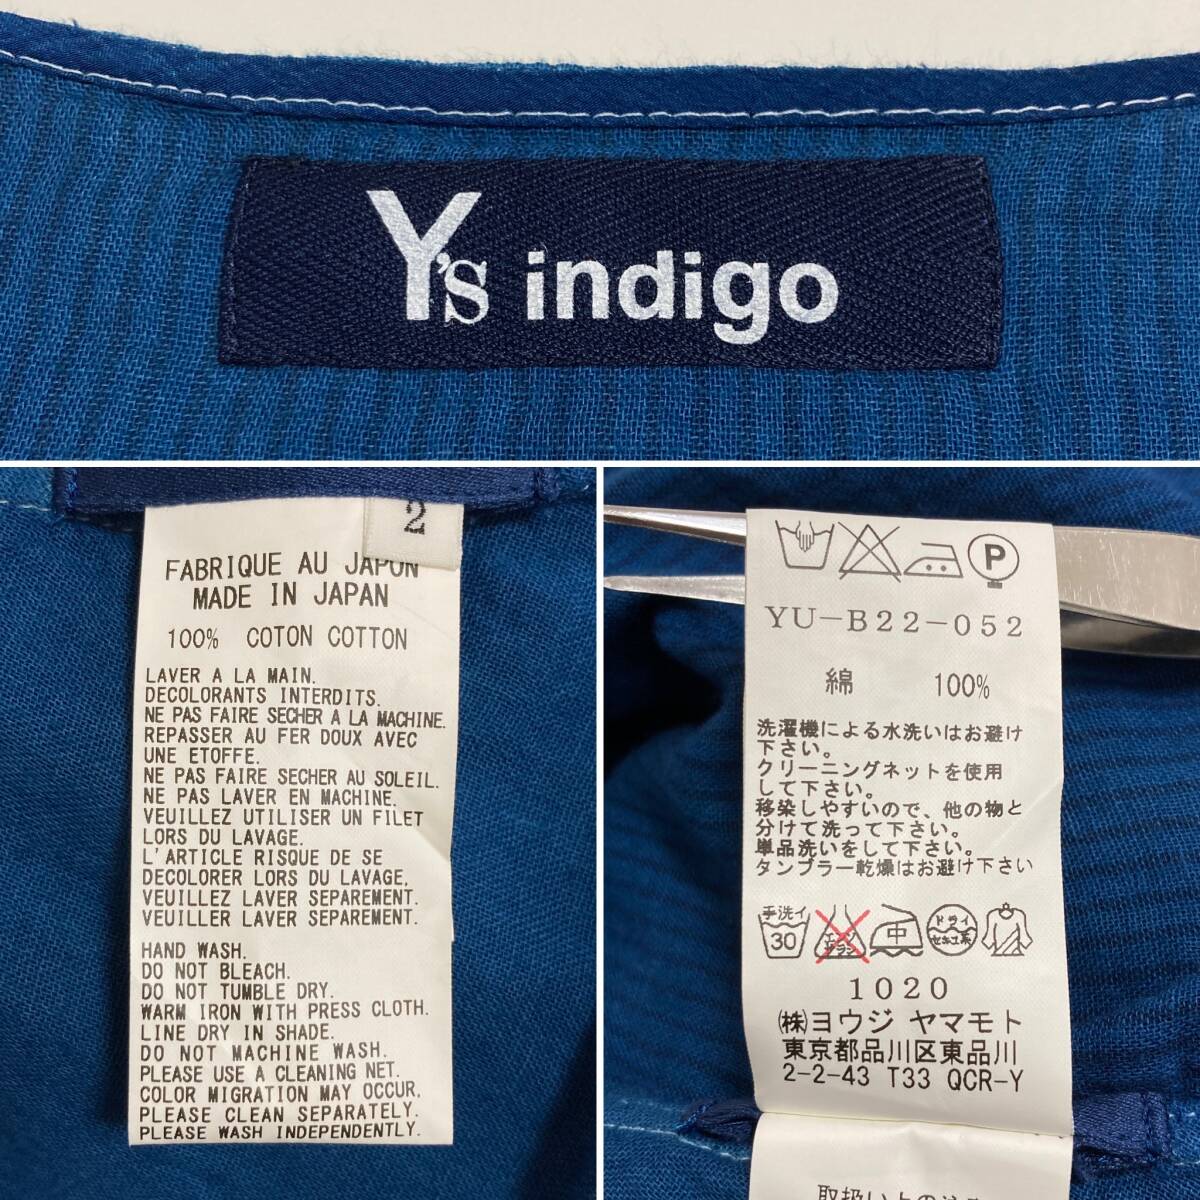 Y's indigo
2
FABRIQUE AU JAPON
MADE IN JAPAN
100% COTON COTTON
LAVER A LA MAIN.
DECOLORANTS INTERDITS.
NE PAS FAIRE SECHER A LA MACHINE.
REPASSER AU FER DOUX AVEC
UNE ETOFFE.
NE PAS FAIRE SECHER AU SOLEIL.
NE PAS LAVER EN MACHINE.
VEUILLEZ UTILISER UN FILET
LORS DU LAVAGE.
L'ARTICLE RISQUE DE SE
DECOLORER LORS DU LAVAGE,
VEUILLEZ LAVER SEPAREMENT.
VEUILLER LAVER SEPAREMENT.
HAND WASH.
DO NOT BLEACH.
DO NOT TUMBLE DRY.
WARM IRON WITH PRESS CLOTH.
LINE DRY IN SHADE.
DO NOT MACHINE WASH.
PLEASE USE A CLEANING NET.
COLOR MIGRATION MAY OCCUR.
PLEASE CLEAN SEPARATELY.
PLEASE WASH INDEPENDENTLY.
P
YU-B22-052
綿 100%
洗濯機による水洗いはお避け
下さい。
クリーニングネットを使用
して下さい。
移染しやすいので、他の物と
分けて洗って下さい。
単品洗いをして下さい。
タンブラー乾燥はお避け下さい
手洗イ 30 エンソサラシ 中 ドライ セキユ系
1020
㈱ヨウジ ヤマモト
東京都品川区東品川
2-2-43 T33 QCR-Y